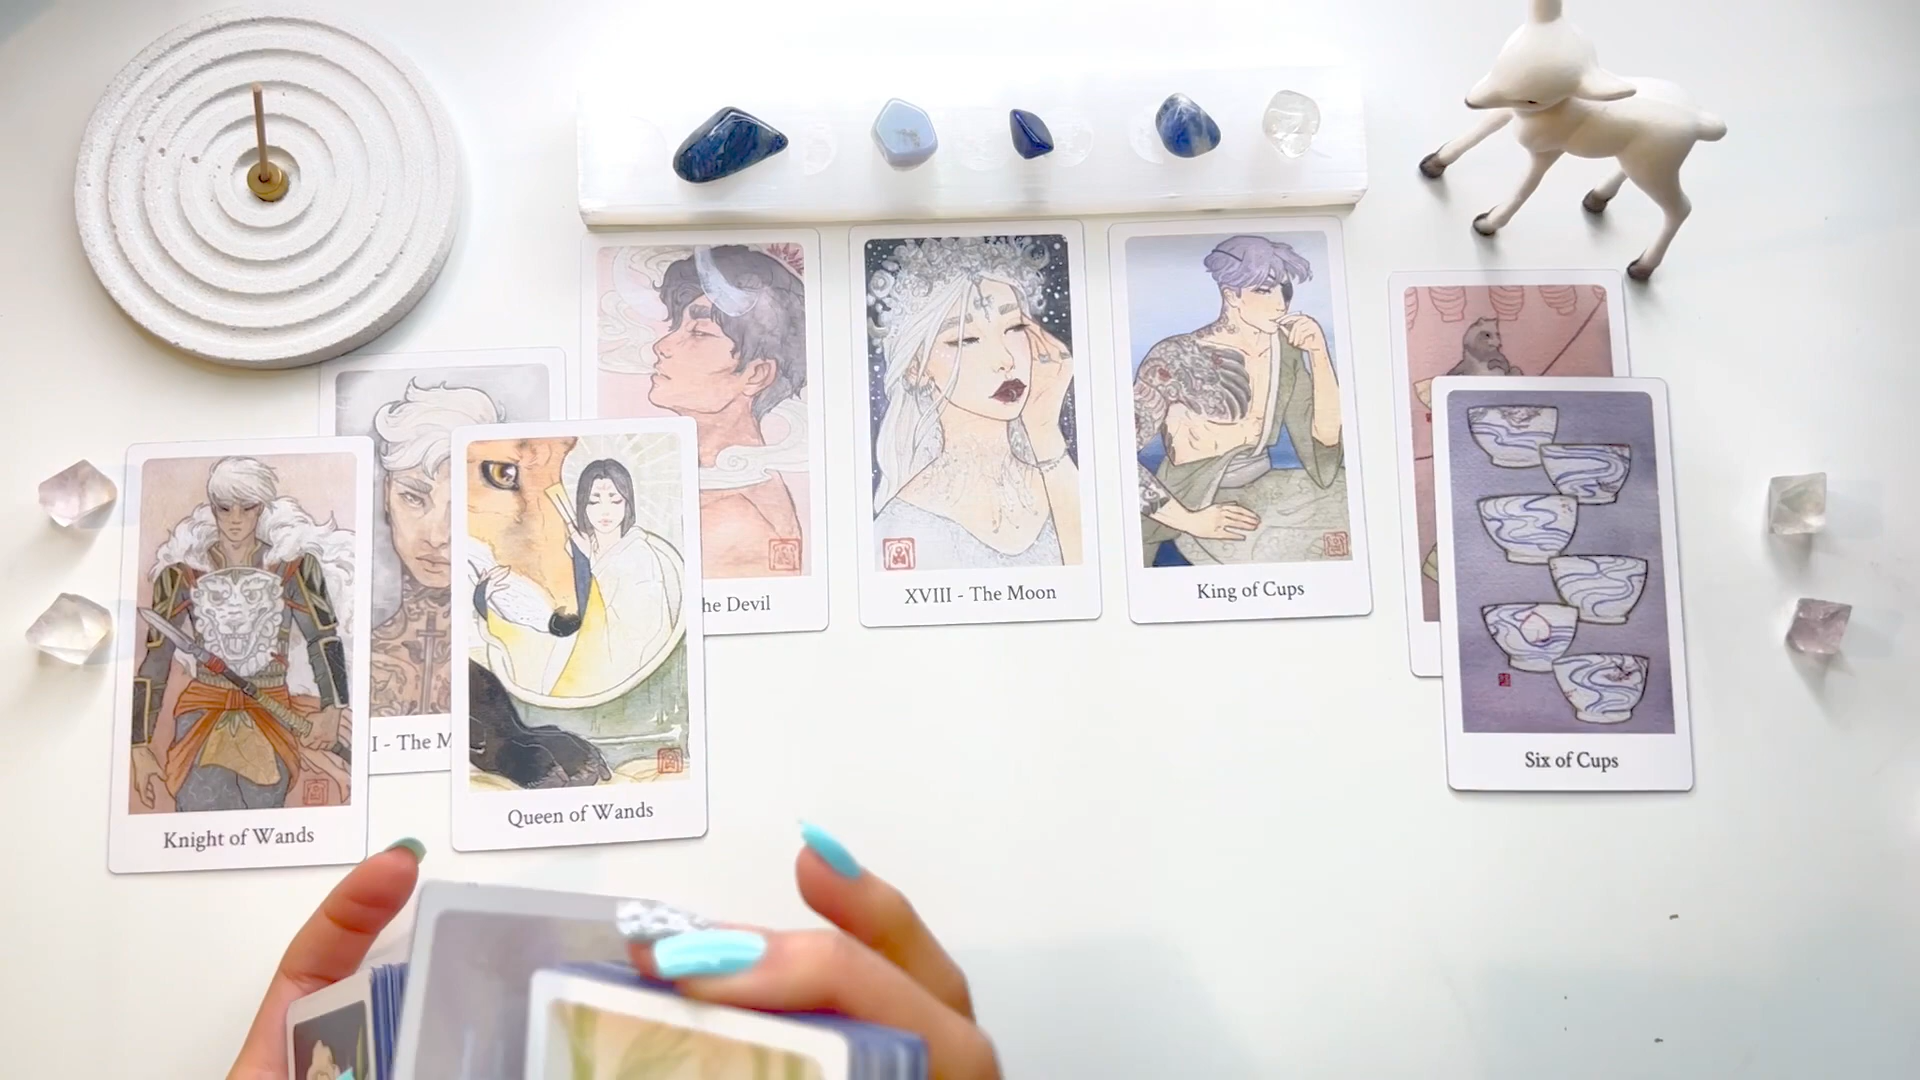 he Devil
XVIII - The Moon
King of Cups
I - The M
Six of Cups
Queen of Wands
Knight of Wands